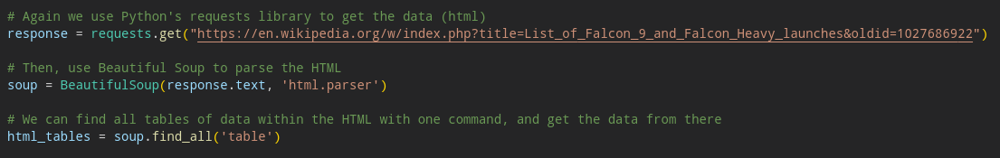 # Again we use Python's requests library to get the data (html)
response = requests.get("https://en.wikipedia.org/w/index.php?title=List_of_Falcon_9_and_Falcon_Heavy_launches&oldid=1027686922")
# Then, use Beautiful Soup to parse the HTML
soup = BeautifulSoup(response.text, 'html.parser')
# We can find all tables of data within the HTML with one command, and get the data from there
html_tables = soup.find_all('table')